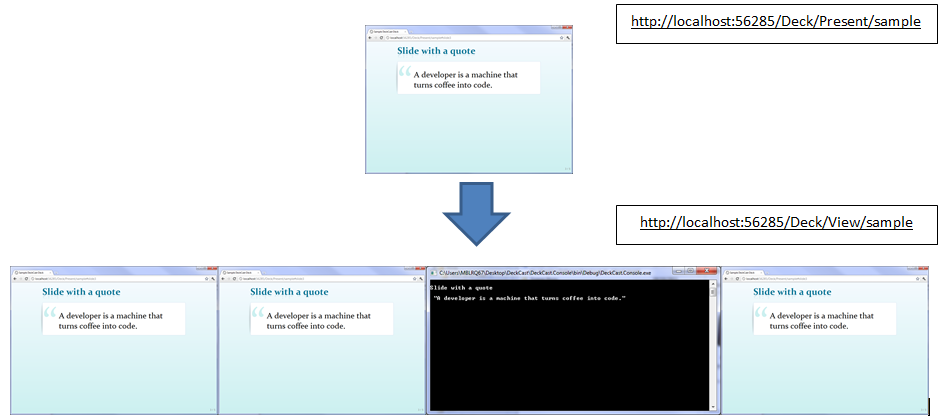 http://localhost:56285/Deck/Present/sample
Slide with a quote
“
A developer is a machine that
turns coffee into code.
http://localhost:56285/Deck/View/sample
Slide with a quote
“
A developer is a machine that
turns coffee into code.
Slide with a quote
“
A developer is a machine that
turns coffee into code.
C:\Users\MBLRQ67\Desktop\DeckCast\DeckCast.Console\bin\Debug\DeckCast.Console.exe
Slide with a quote
"A developer is a machine that turns coffee into code."
Slide with a quote
“
A developer is a machine that
turns coffee into code.